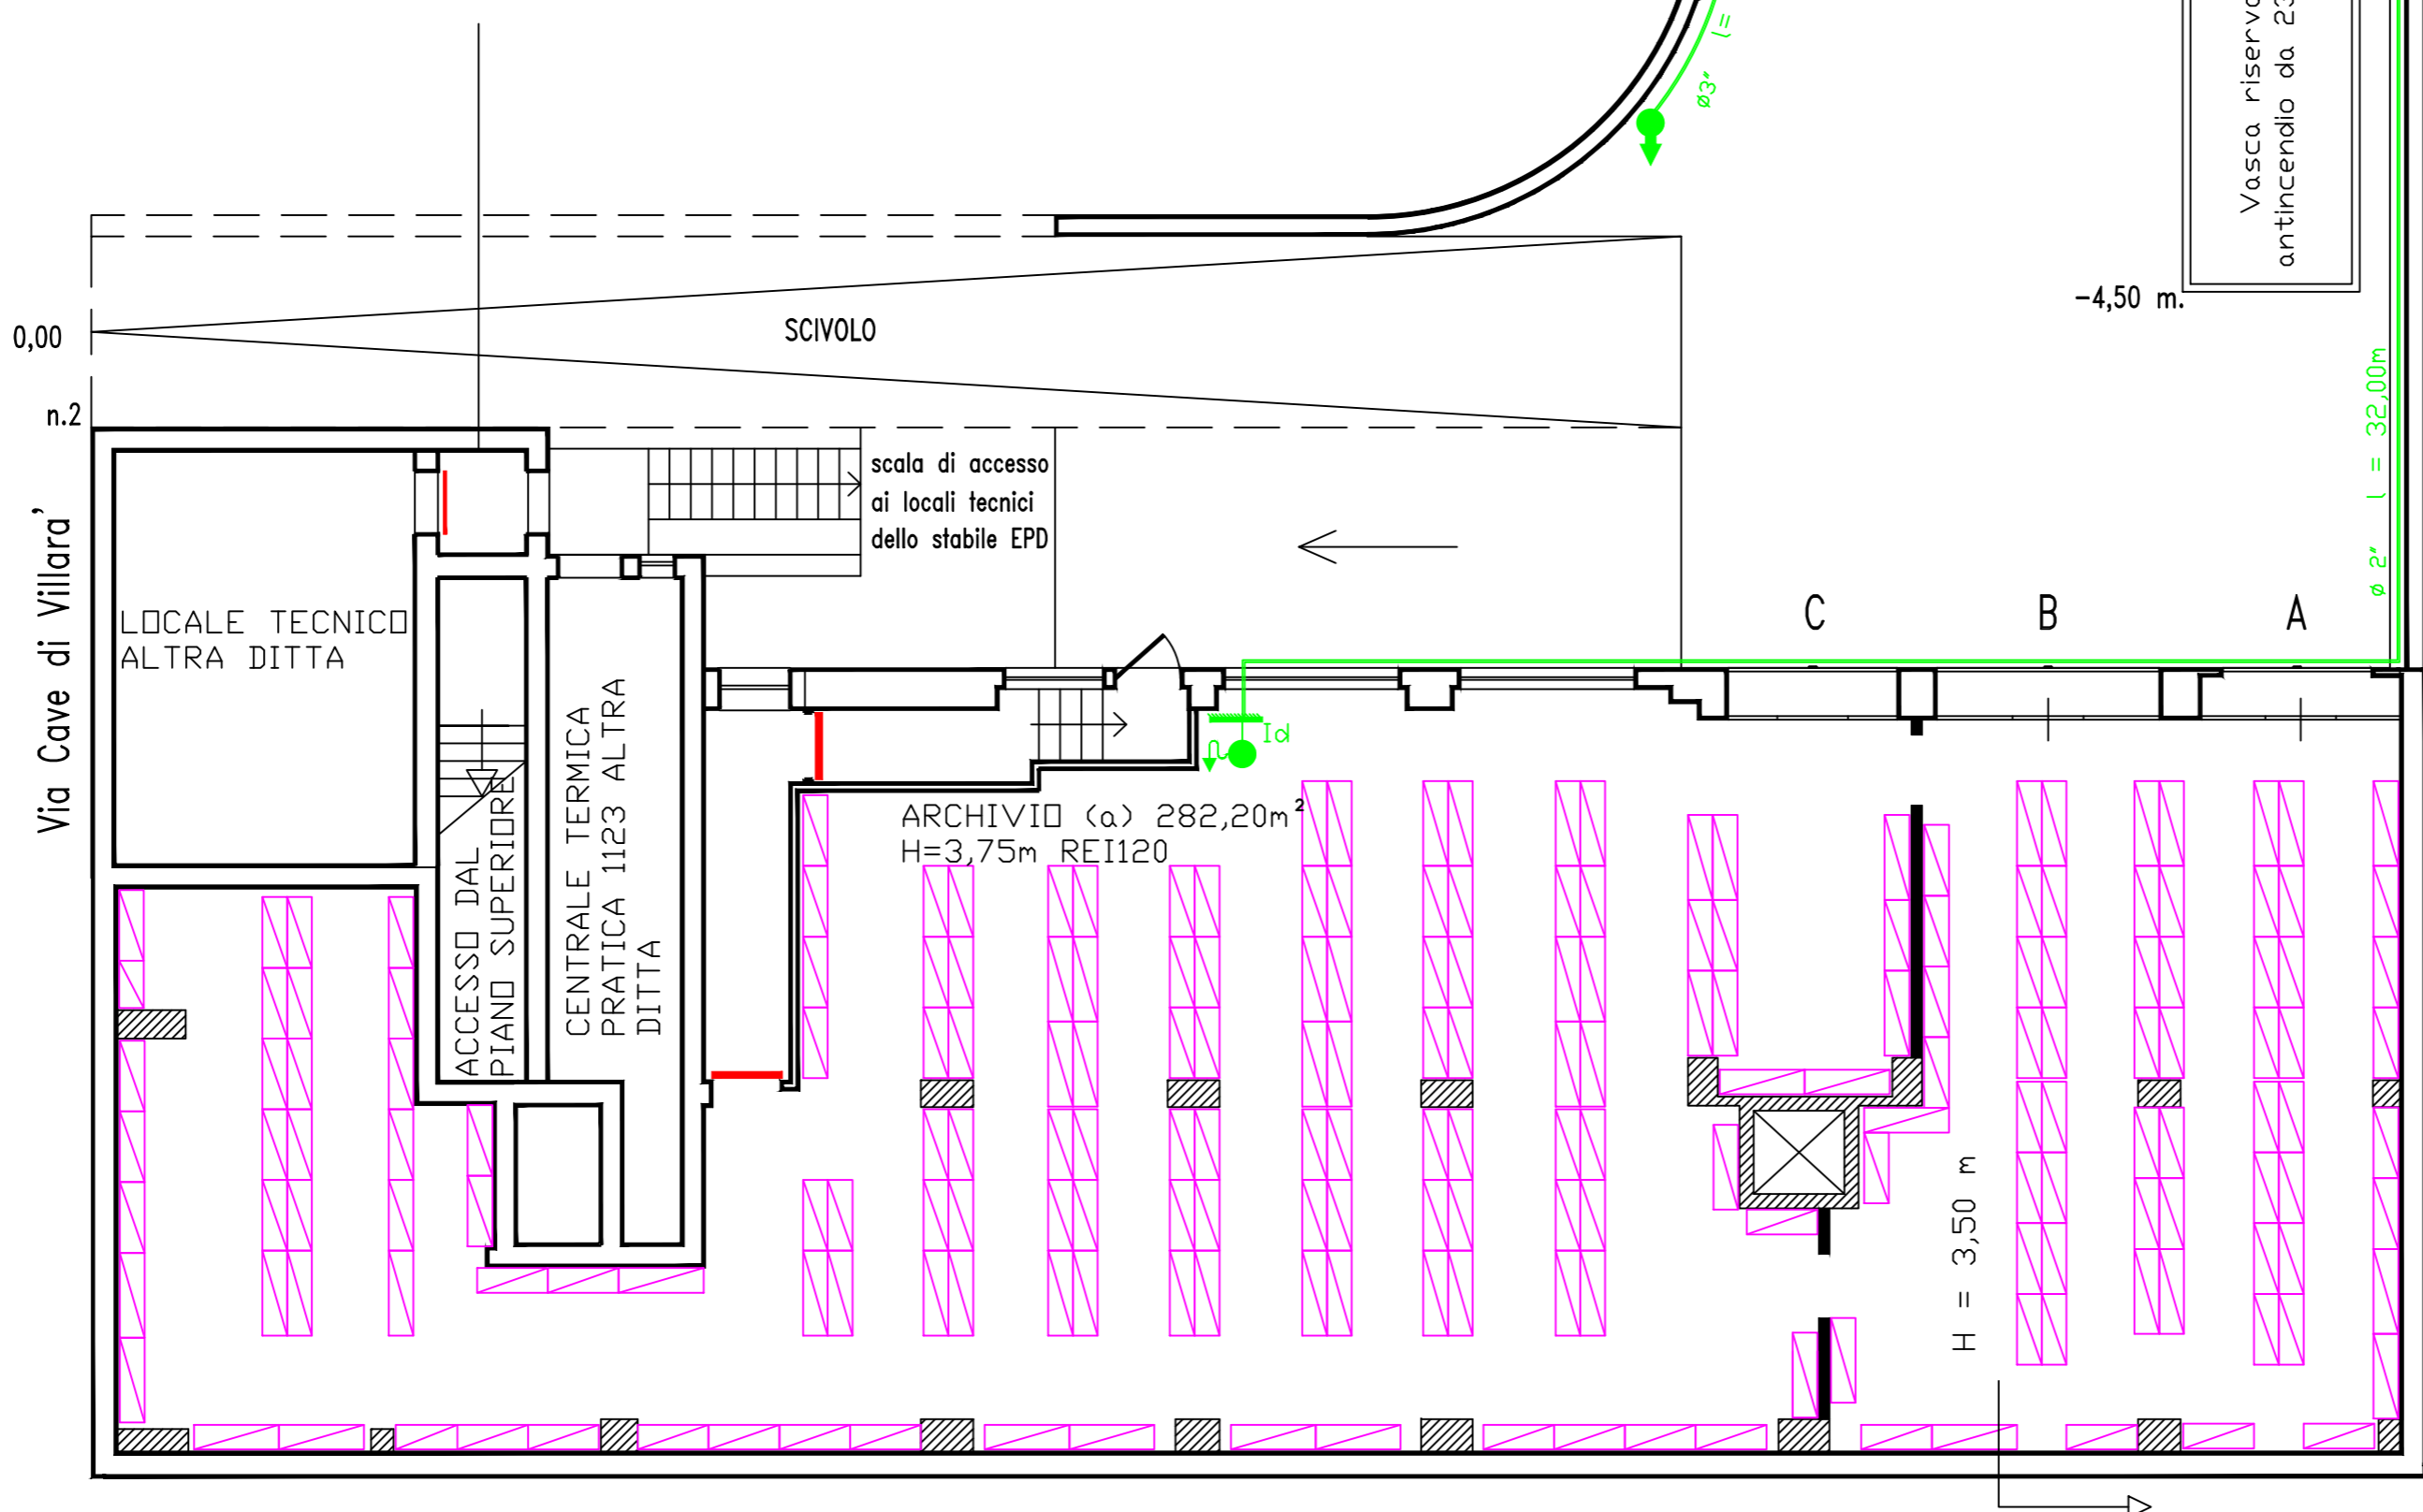 l=
ø3"
Vasca riserva
antincendio da 23
-4,50 m.
0,00
SCIVOLO
n.2
Via Cave di Villara'
scala di accesso
ai locali tecnici
dello stabile EPD
ø 2" l = 32,00m
C
B
A
LOCALE TECNICO
ALTRA DITTA
ACCESSO DAL
PIANO SUPERIORE
CENTRALE TERMICA
PRATICA 1123 ALTRA
DITTA
Id
ARCHIVIO (a) 282,20m²
H=3,75m REI120
H = 3,50 m